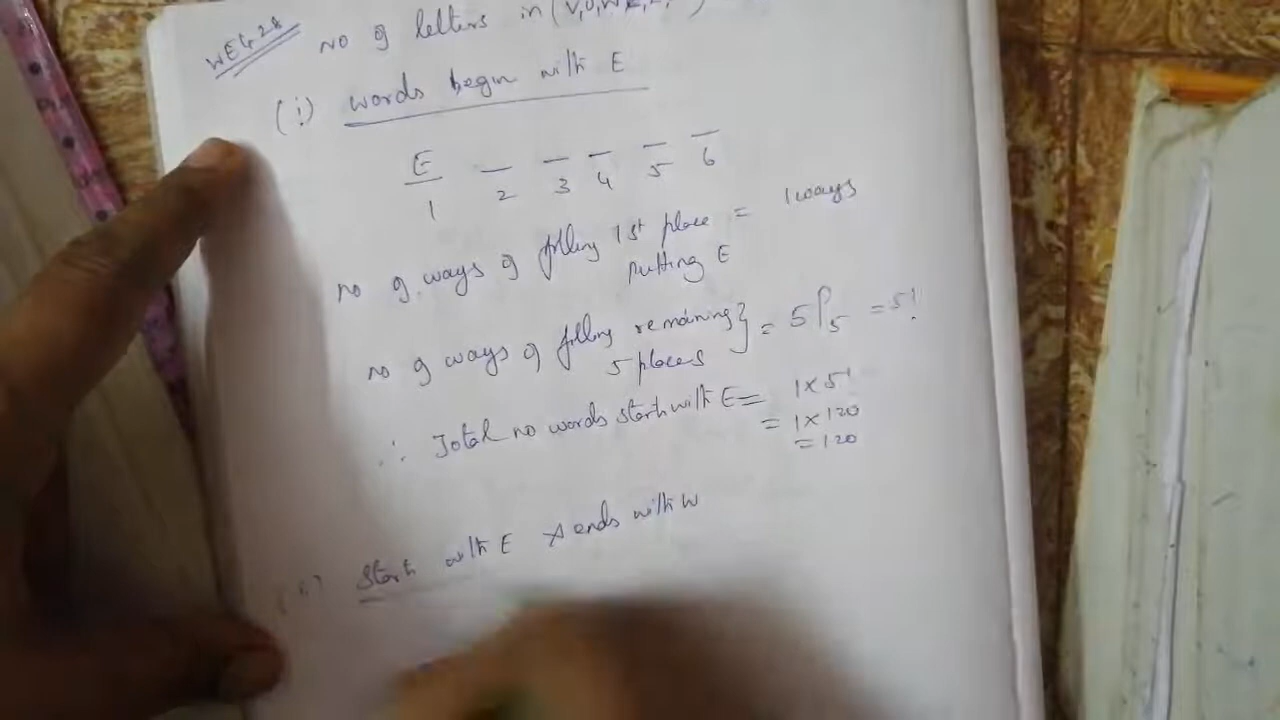 WE4.28
no of letters in (V,O,W,E,L,
(i) words begin with E
E _ _ _ _ _
1 2 3 4 5 6
no of ways of filling 1st place = 1 ways
putting E
no of ways of filling remaining } = 5P5 = 5!
5 places
∴ Total no words start with E = 1 x 5!
= 1 x 120
= 120
start with E & ends with W